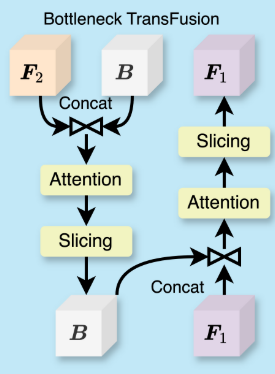 Bottleneck TransFusion
F2 B F1
Concat
Slicing
Attention
Attention
Slicing
Concat
B F1